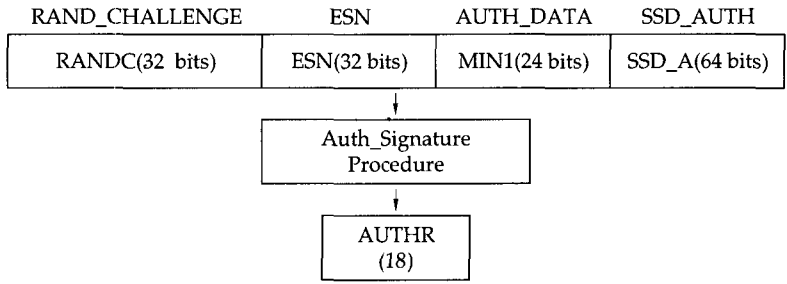 RAND_CHALLENGE ESN AUTH_DATA SSD_AUTH
RANDC(32 bits) ESN(32 bits) MIN1(24 bits) SSD_A(64 bits)
Auth_Signature
Procedure
AUTHR
(18)